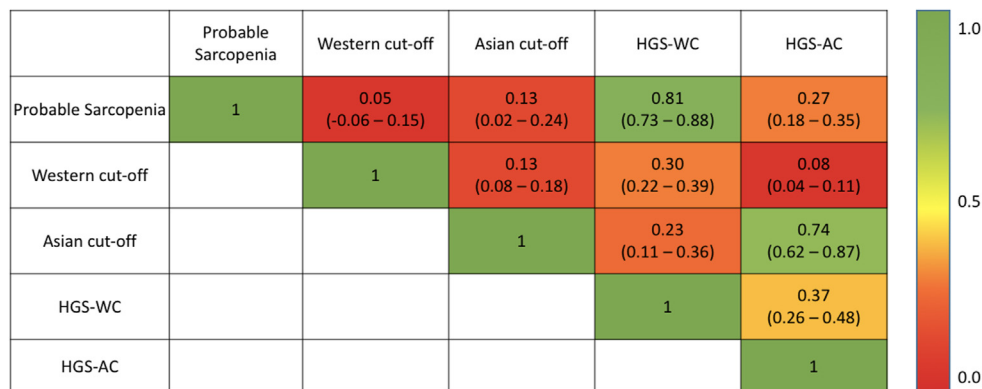 Probable
Sarcopenia
Western cut-off
Asian cut-off
HGS-WC
HGS-AC
Probable Sarcopenia
1
0.05
(-0.06 – 0.15)
0.13
(0.02 – 0.24)
0.81
(0.73 – 0.88)
0.27
(0.18 – 0.35)
Western cut-off
1
0.13
(0.08 – 0.18)
0.30
(0.22 – 0.39)
0.08
(0.04 – 0.11)
Asian cut-off
1
0.23
(0.11 – 0.36)
0.74
(0.62 – 0.87)
HGS-WC
1
0.37
(0.26 – 0.48)
HGS-AC
1
1.0
0.5
0.0